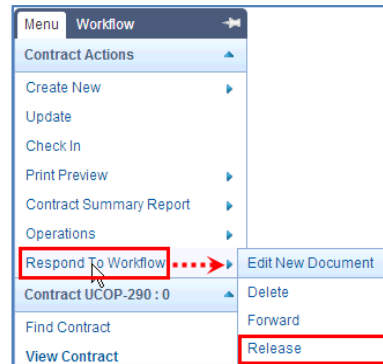 Menu Workflow
Contract Actions
Create New
Update
Check In
Print Preview
Contract Summary Report
Operations
Respond To Workflow
Edit New Document
Contract UCOP-290 : 0
Delete
Find Contract
Forward
View Contract
Release